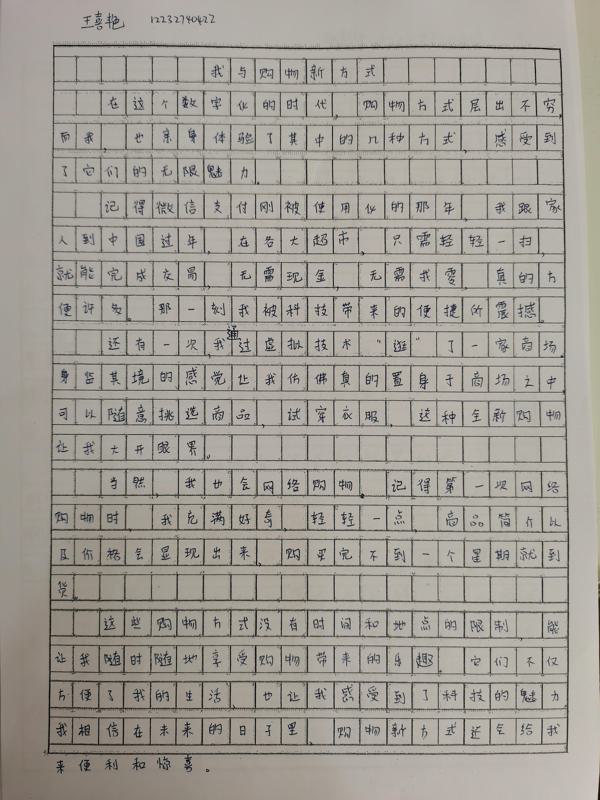 王喜艳 12232740422
我与购物新方式
在这个数字化的时代，购物方式层出不穷，
而我，也亲身体验了其中的几种方式，感受到
了它们的无限魅力。
记得微信支付刚被使用化的那年，我跟家
人到中国过年，在各大超市，只需轻轻一扫，
就能完成交易，无需现金，无需找零，真的方
便许多。那一刻我被科技带来的便捷所震撼。
还有一次，我通过虚拟技术“逛”了一家商场。
身监其境的感觉让我仿佛真的置身于商场之中
可以随意挑选商品，试穿衣服。这种全新购物
让我大开眼界。
当然，我也会网络购物。记得第一次网络
购物时，我充满好奇，轻轻一点，商品简介以
及价格会显现出来，购买完不到一个星期就到
货。
这些购物方式没有时间和地点的限制，能
让我随时随地享受购物带来的乐趣。它们不仅
方便了我的生活，也让我感受到了科技的魅力
我相信在未来的日子里，购物新方式还会给我
来便利和惊喜。